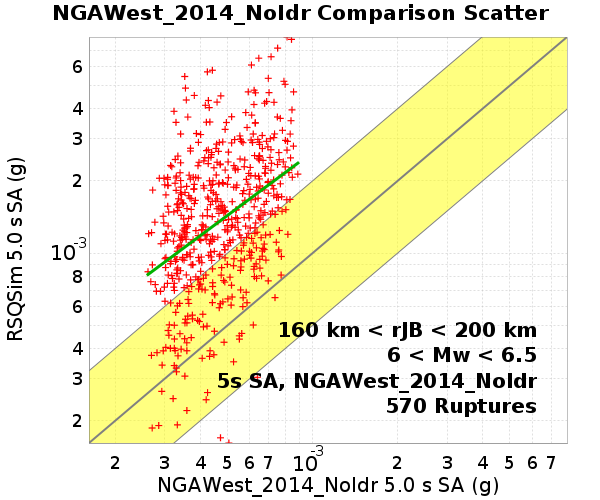 NGAWest_2014_NoIdr Comparison Scatter
RSQSim 5.0 s SA (g)
6
4
3
2
10^-3
8
6
4
3
2
160 km < rJB < 200 km
6 < Mw < 6.5
5s SA, NGAWest_2014_NoIdr
570 Ruptures
2 3 4 5 6 7 10^-3 2 3 4 5 6 7
NGAWest_2014_NoIdr 5.0 s SA (g)